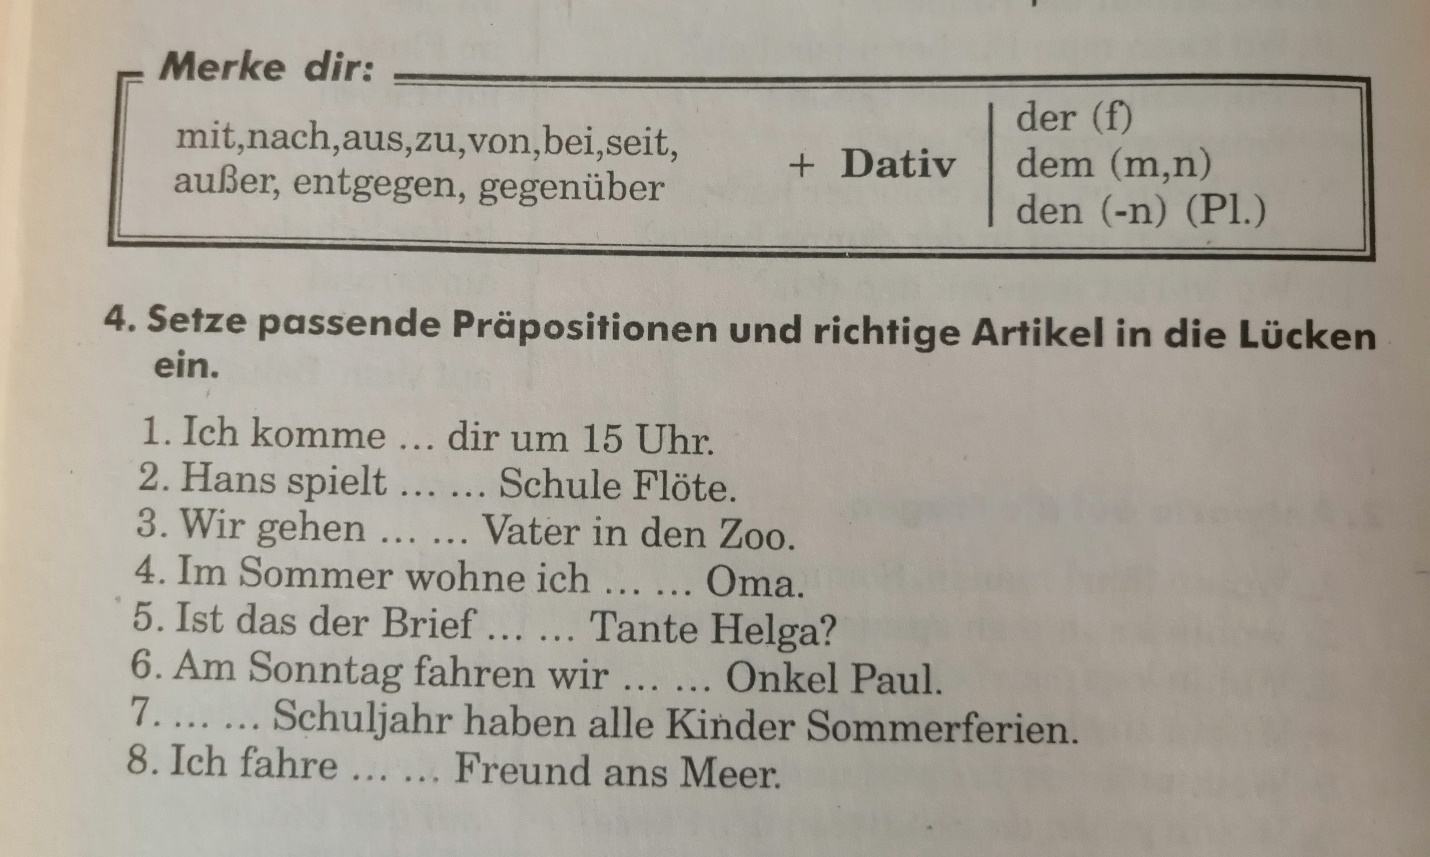 Merke dir:
mit,nach,aus,zu,von,bei,seit,
außer, entgegen, gegenüber
+ Dativ
der (f)
dem (m,n)
den (-n) (Pl.)
4. Setze passende Präpositionen und richtige Artikel in die Lücken
ein.
1. Ich komme ... dir um 15 Uhr.
2. Hans spielt ... ... Schule Flöte.
3. Wir gehen ... ... Vater in den Zoo.
4. Im Sommer wohne ich ... ... Oma.
5. Ist das der Brief ... ... Tante Helga?
6. Am Sonntag fahren wir ... ... Onkel Paul.
7. ... ... Schuljahr haben alle Kinder Sommerferien.
8. Ich fahre ... ... Freund ans Meer.